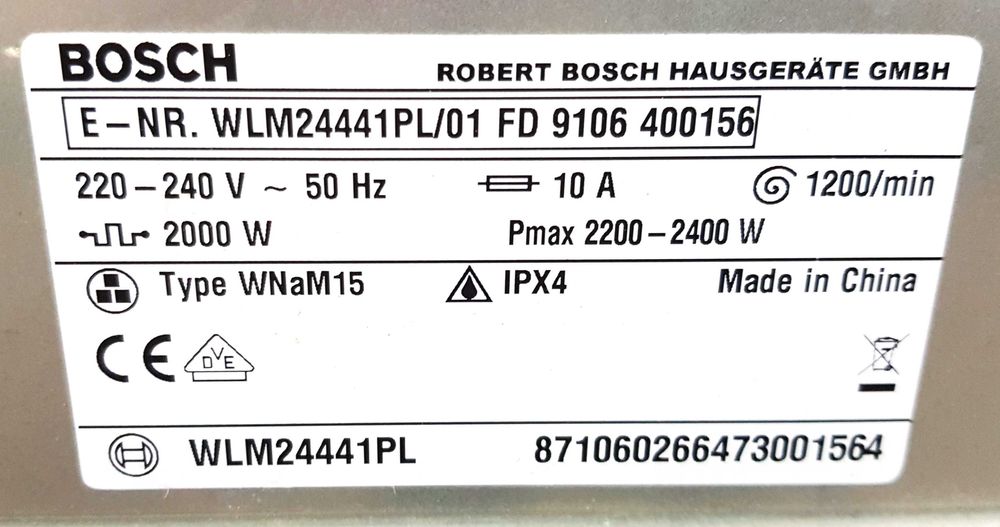 BOSCH
ROBERT BOSCH HAUSGERÄTE GMBH
E-NR. WLM24441PL/01 FD 9106 400156
220-240 V ~ 50 Hz 10 A 1200/min
2000 W Pmax 2200-2400 W
Type WNaM15 IPX4 Made in China
CE DVE
WLM24441PL 871060266473001564